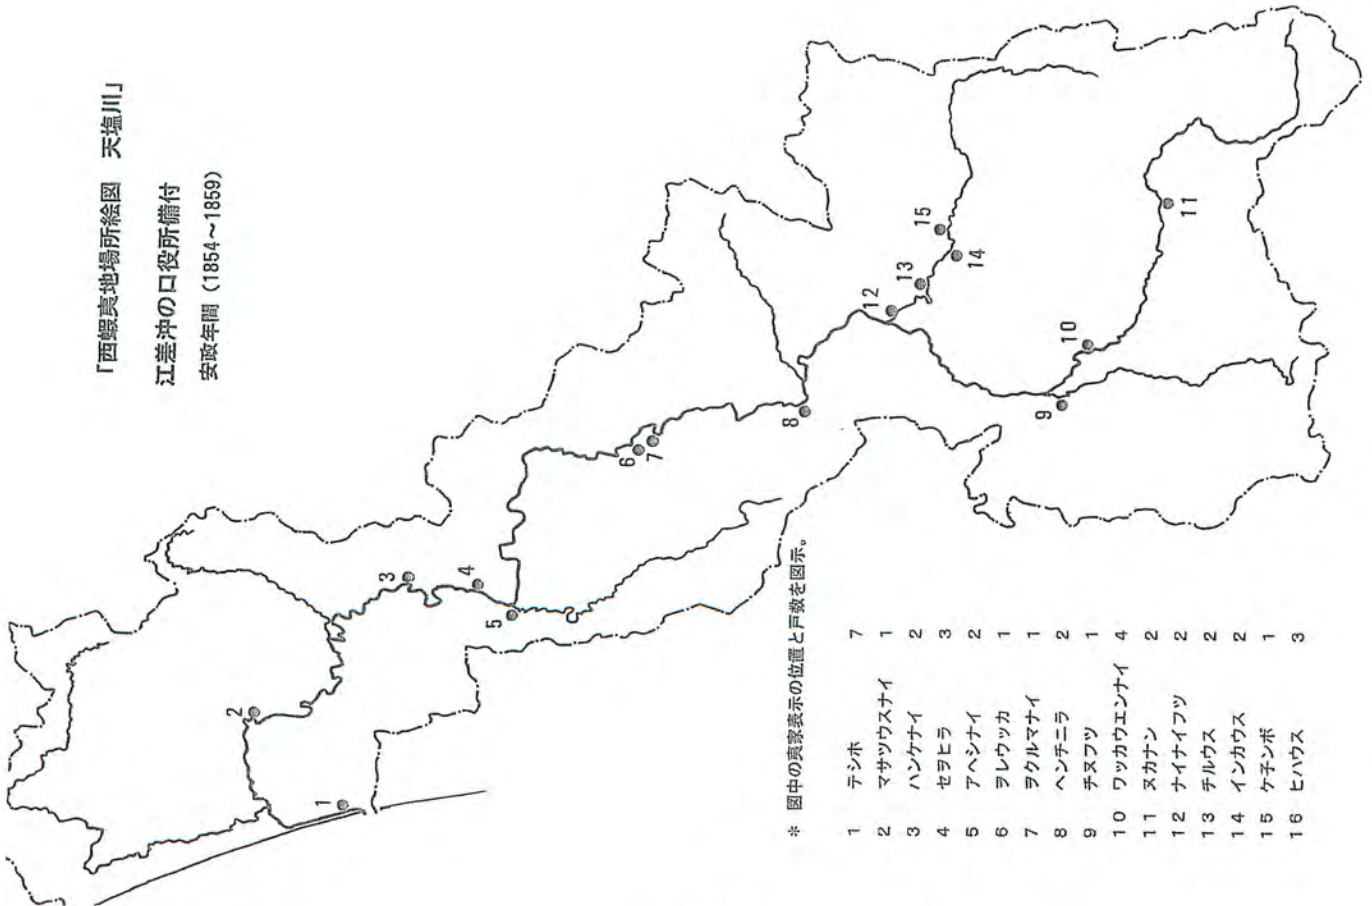 「西蝦夷地場所絵図　天塩川」
江差沖の口役所備付
安政年間（1854～1859）
1
2
3
4
5
6
7
8
9
10
11
12
13
14
15
＊ 図中の夷家表示の位置と戸数を図示。
1 テシホ 7
2 マサツウスナイ 1
3 ハンケナイ 2
4 セヲヒラ 3
5 アヘシナイ 2
6 ヲレウッカ 1
7 ヲクルマナイ 1
8 ヘンチニラ 2
9 チヌフツ 1
10 ワッカウエンナイ 4
11 ヌカナン 2
12 ナイナイフツ 2
13 チルウス 2
14 インカウス 2
15 ケ子ンボ 1
16 ヒハウス 3